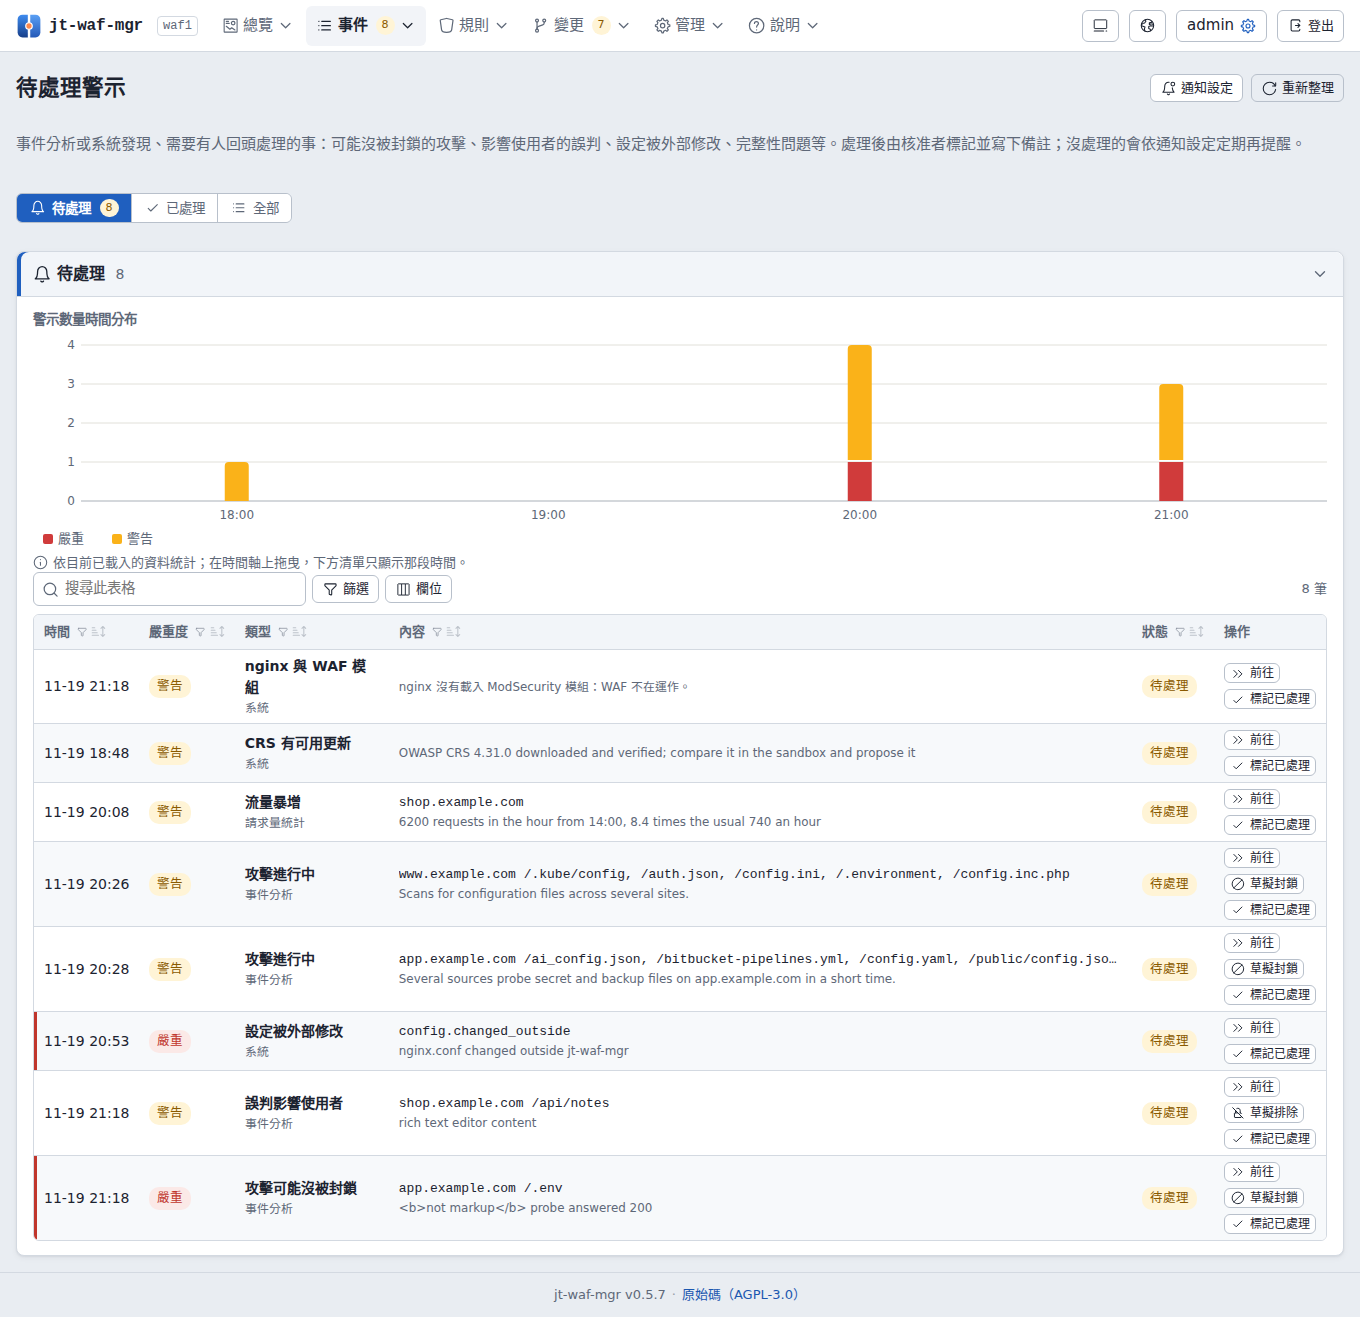 jt-waf-mgr waf1 總覽 事件 8 規則 變更 7 管理 說明 admin 登出
待處理警示 通知設定 重新整理
事件分析或系統發現、需要有人回頭處理的事：可能沒被封鎖的攻擊、影響使用者的誤判、設定被外部修改、完整性問題等。處理後由核准者標記並寫下備註；沒處理的會依通知設定定期再提醒。
待處理 8 已處理 全部
待處理 8
警示數量時間分布
4
3
2
1
0
18:00 19:00 20:00 21:00
嚴重 警告
依目前已載入的資料統計；在時間軸上拖曳，下方清單只顯示那段時間。
搜尋此表格 篩選 欄位 8 筆
時間 嚴重度 類型 內容 狀態 操作
11-19 21:18 警告 nginx 與 WAF 模組 系統 nginx 沒有載入 ModSecurity 模組：WAF 不在運作。 待處理 前往 標記已處理
11-19 18:48 警告 CRS 有可用更新 系統 OWASP CRS 4.31.0 downloaded and verified; compare it in the sandbox and propose it 待處理 前往 標記已處理
11-19 20:08 警告 流量暴增 請求量統計 shop.example.com 6200 requests in the hour from 14:00, 8.4 times the usual 740 an hour 待處理 前往 標記已處理
11-19 20:26 警告 攻擊進行中 事件分析 www.example.com /.kube/config, /auth.json, /config.ini, /.environment, /config.inc.php Scans for configuration files across several sites. 待處理 前往 草擬封鎖 標記已處理
11-19 20:28 警告 攻擊進行中 事件分析 app.example.com /ai_config.json, /bitbucket-pipelines.yml, /config.yaml, /public/config.jso… Several sources probe secret and backup files on app.example.com in a short time. 待處理 前往 草擬封鎖 標記已處理
11-19 20:53 嚴重 設定被外部修改 系統 config.changed_outside nginx.conf changed outside jt-waf-mgr 待處理 前往 標記已處理
11-19 21:18 警告 誤判影響使用者 事件分析 shop.example.com /api/notes rich text editor content 待處理 前往 草擬排除 標記已處理
11-19 21:18 嚴重 攻擊可能沒被封鎖 事件分析 app.example.com /.env <b>not markup</b> probe answered 200 待處理 前往 草擬封鎖 標記已處理
jt-waf-mgr v0.5.7 · 原始碼（AGPL-3.0）